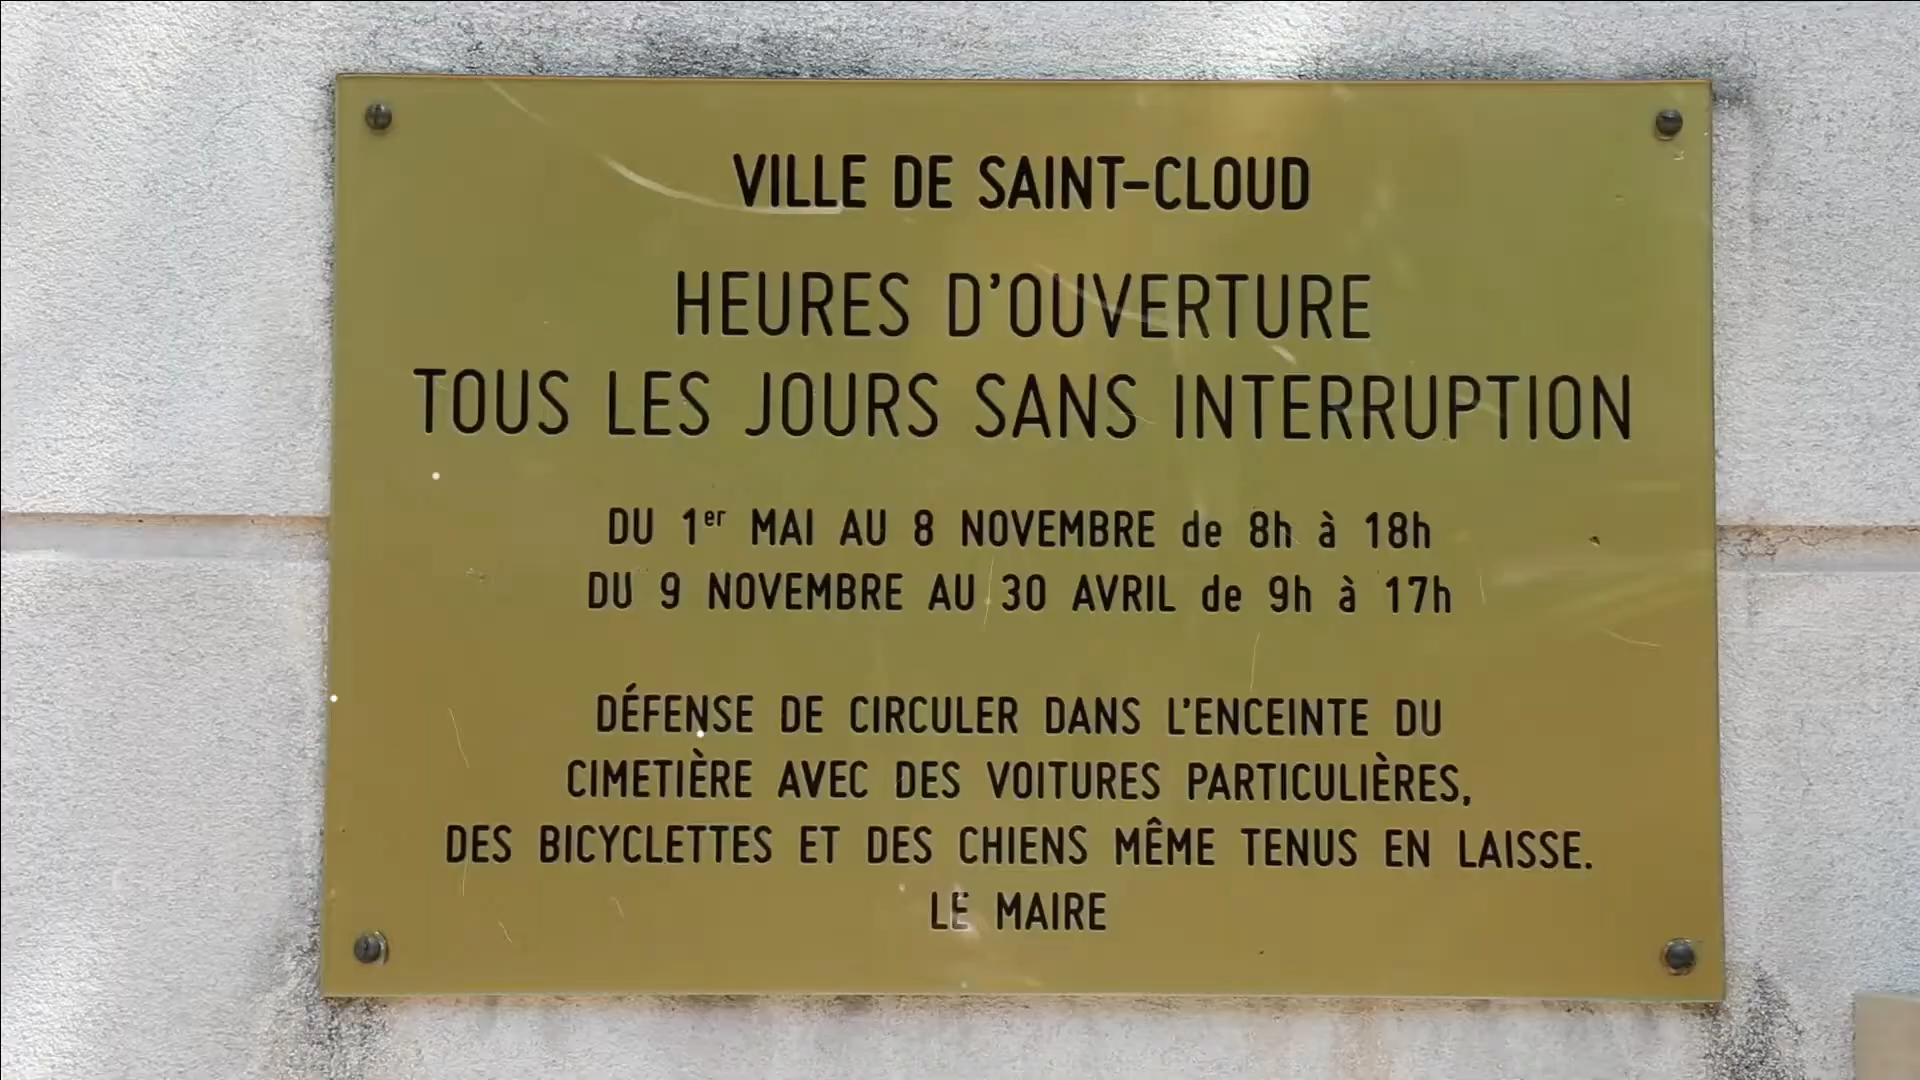 VILLE DE SAINT-CLOUD
HEURES D'OUVERTURE
TOUS LES JOURS SANS INTERRUPTION
DU 1er MAI AU 8 NOVEMBRE de 8h à 18h
DU 9 NOVEMBRE AU 30 AVRIL de 9h à 17h
DÉFENSE DE CIRCULER DANS L'ENCEINTE DU
CIMETIÈRE AVEC DES VOITURES PARTICULIÈRES,
DES BICYCLETTES ET DES CHIENS MÊME TENUS EN LAISSE.
LE MAIRE